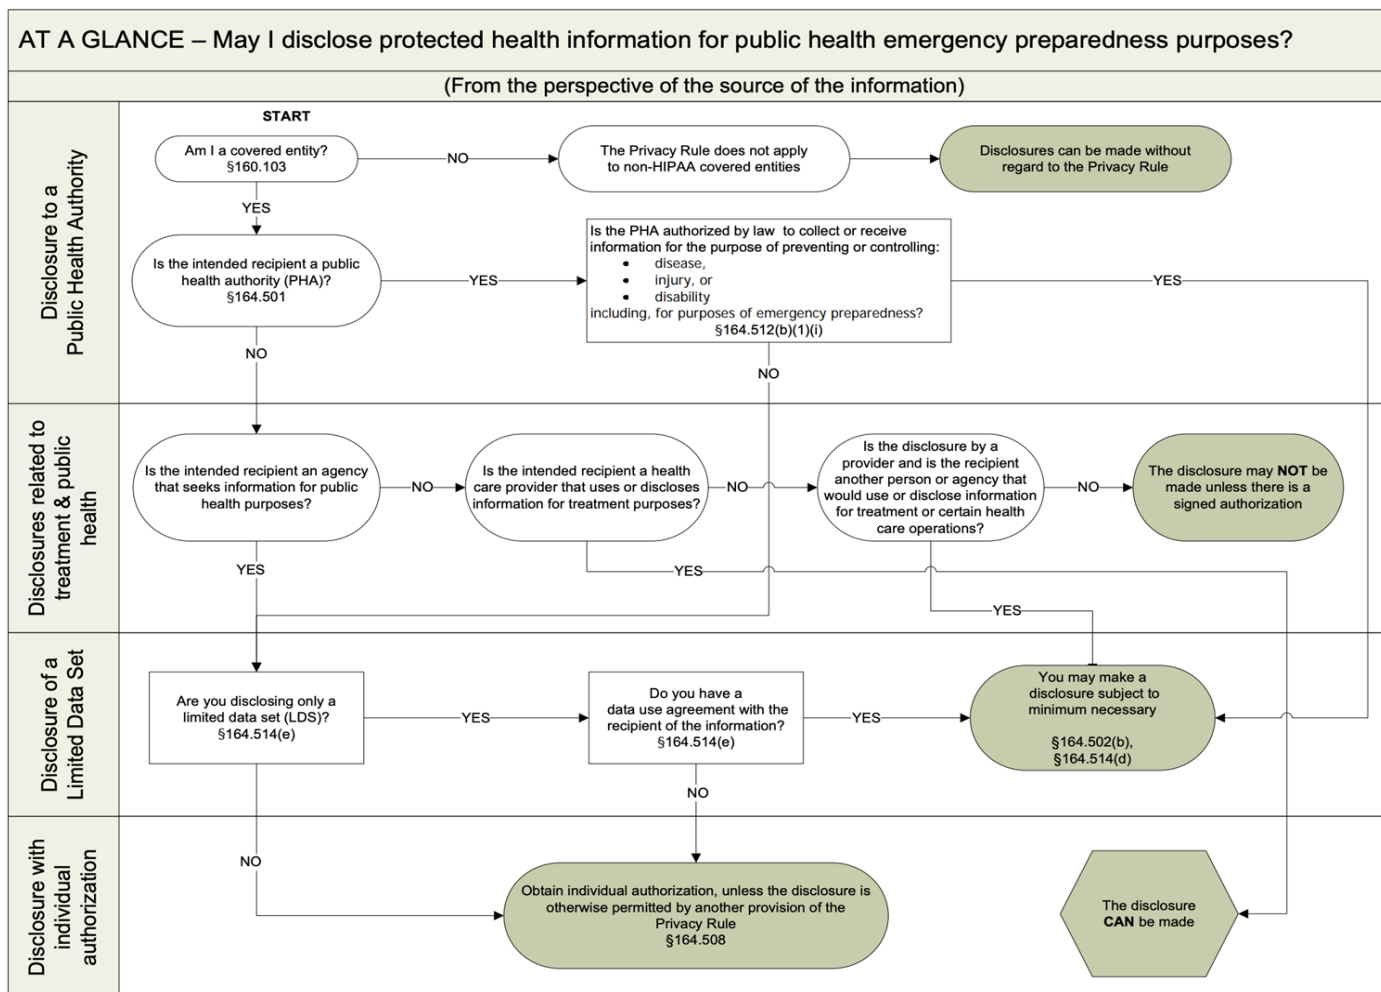 AT A GLANCE – May I disclose protected health information for public health emergency preparedness purposes?
(From the perspective of the source of the information)
Disclosure to a
Public Health Authority
START
Am I a covered entity?
§160.103
NO
The Privacy Rule does not apply
to non-HIPAA covered entities
Disclosures can be made without
regard to the Privacy Rule
YES
Is the intended recipient a public
health authority (PHA)?
§164.501
YES
Is the PHA authorized by law to collect or receive
information for the purpose of preventing or controlling:
• disease,
• injury, or
• disability
including, for purposes of emergency preparedness?
§164.512(b)(1)(i)
YES
NO
NO
Disclosures related to
treatment & public
health
Is the intended recipient an agency
that seeks information for public
health purposes?
NO
Is the intended recipient a health
care provider that uses or discloses
information for treatment purposes?
NO
Is the disclosure by a
provider and is the recipient
another person or agency that
would use or disclose information
for treatment or certain health
care operations?
NO
The disclosure may NOT be
made unless there is a
signed authorization
YES
YES
YES
Disclosure of a
Limited Data Set
Are you disclosing only a
limited data set (LDS)?
§164.514(e)
YES
Do you have a
data use agreement with the
recipient of the information?
§164.514(e)
YES
You may make a
disclosure subject to
minimum necessary
§164.502(b),
§164.514(d)
NO
Disclosure with
individual
authorization
NO
Obtain individual authorization, unless the disclosure is
otherwise permitted by another provision of the
Privacy Rule
§164.508
The disclosure
CAN be made